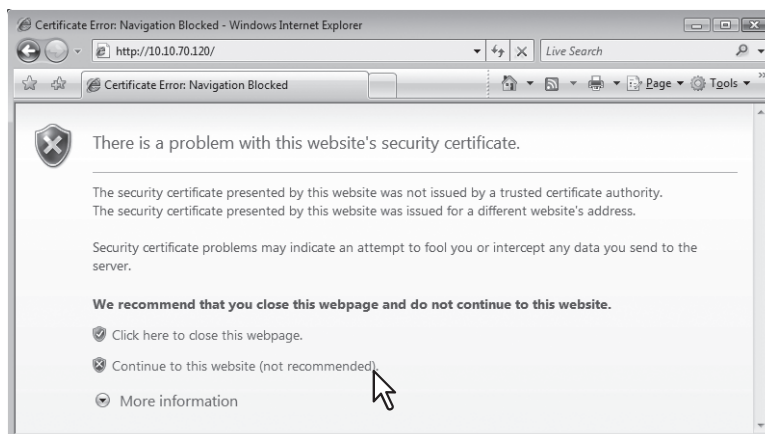 Certificate Error: Navigation Blocked - Windows Internet Explorer
http://10.10.70.120/
Live Search
Certificate Error: Navigation Blocked
Page
Tools
There is a problem with this website's security certificate.
The security certificate presented by this website was not issued by a trusted certificate authority.
The security certificate presented by this website was issued for a different website's address.
Security certificate problems may indicate an attempt to fool you or intercept any data you send to the
server.
We recommend that you close this webpage and do not continue to this website.
Click here to close this webpage.
Continue to this website (not recommended).
More information